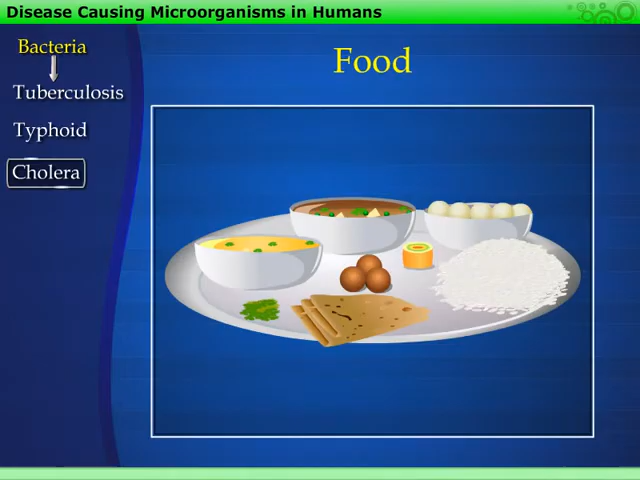 Disease Causing Microorganisms in Humans
Bacteria
Food
Tuberculosis
Typhoid
Cholera